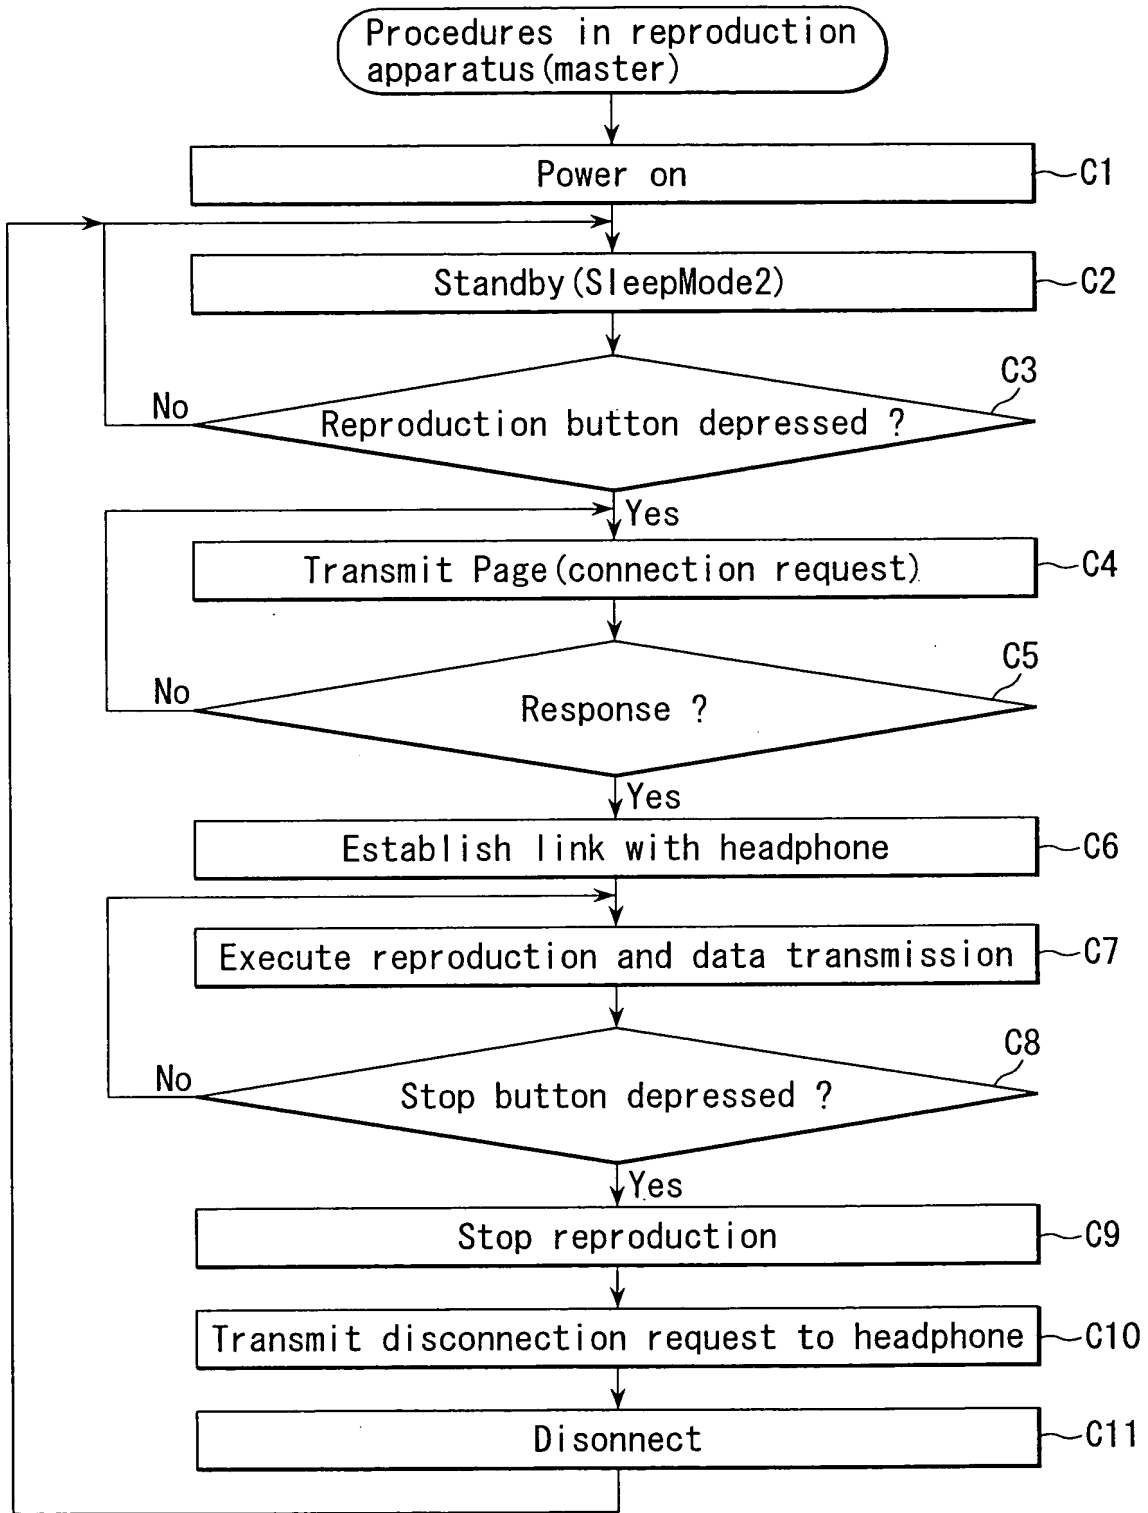 Procedures in reproduction
apparatus(master)
Power on
C1
Standby(SleepMode2)
C2
C3
No
Reproduction button depressed ?
Yes
Transmit Page(connection request)
C4
C5
No
Response ?
Yes
Establish link with headphone
C6
Execute reproduction and data transmission
C7
C8
No
Stop button depressed ?
Yes
Stop reproduction
C9
Transmit disconnection request to headphone
C10
Disonnect
C11